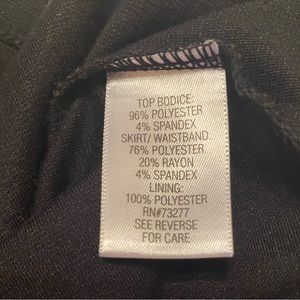 TOP BODICE:
96% POLYESTER
4% SPANDEX
SKIRT/ WAISTBAND
76% POLYESTER
20% RAYON
4% SPANDEX
LINING:
100% POLYESTER
RN#73277
SEE REVERSE
FOR CARE